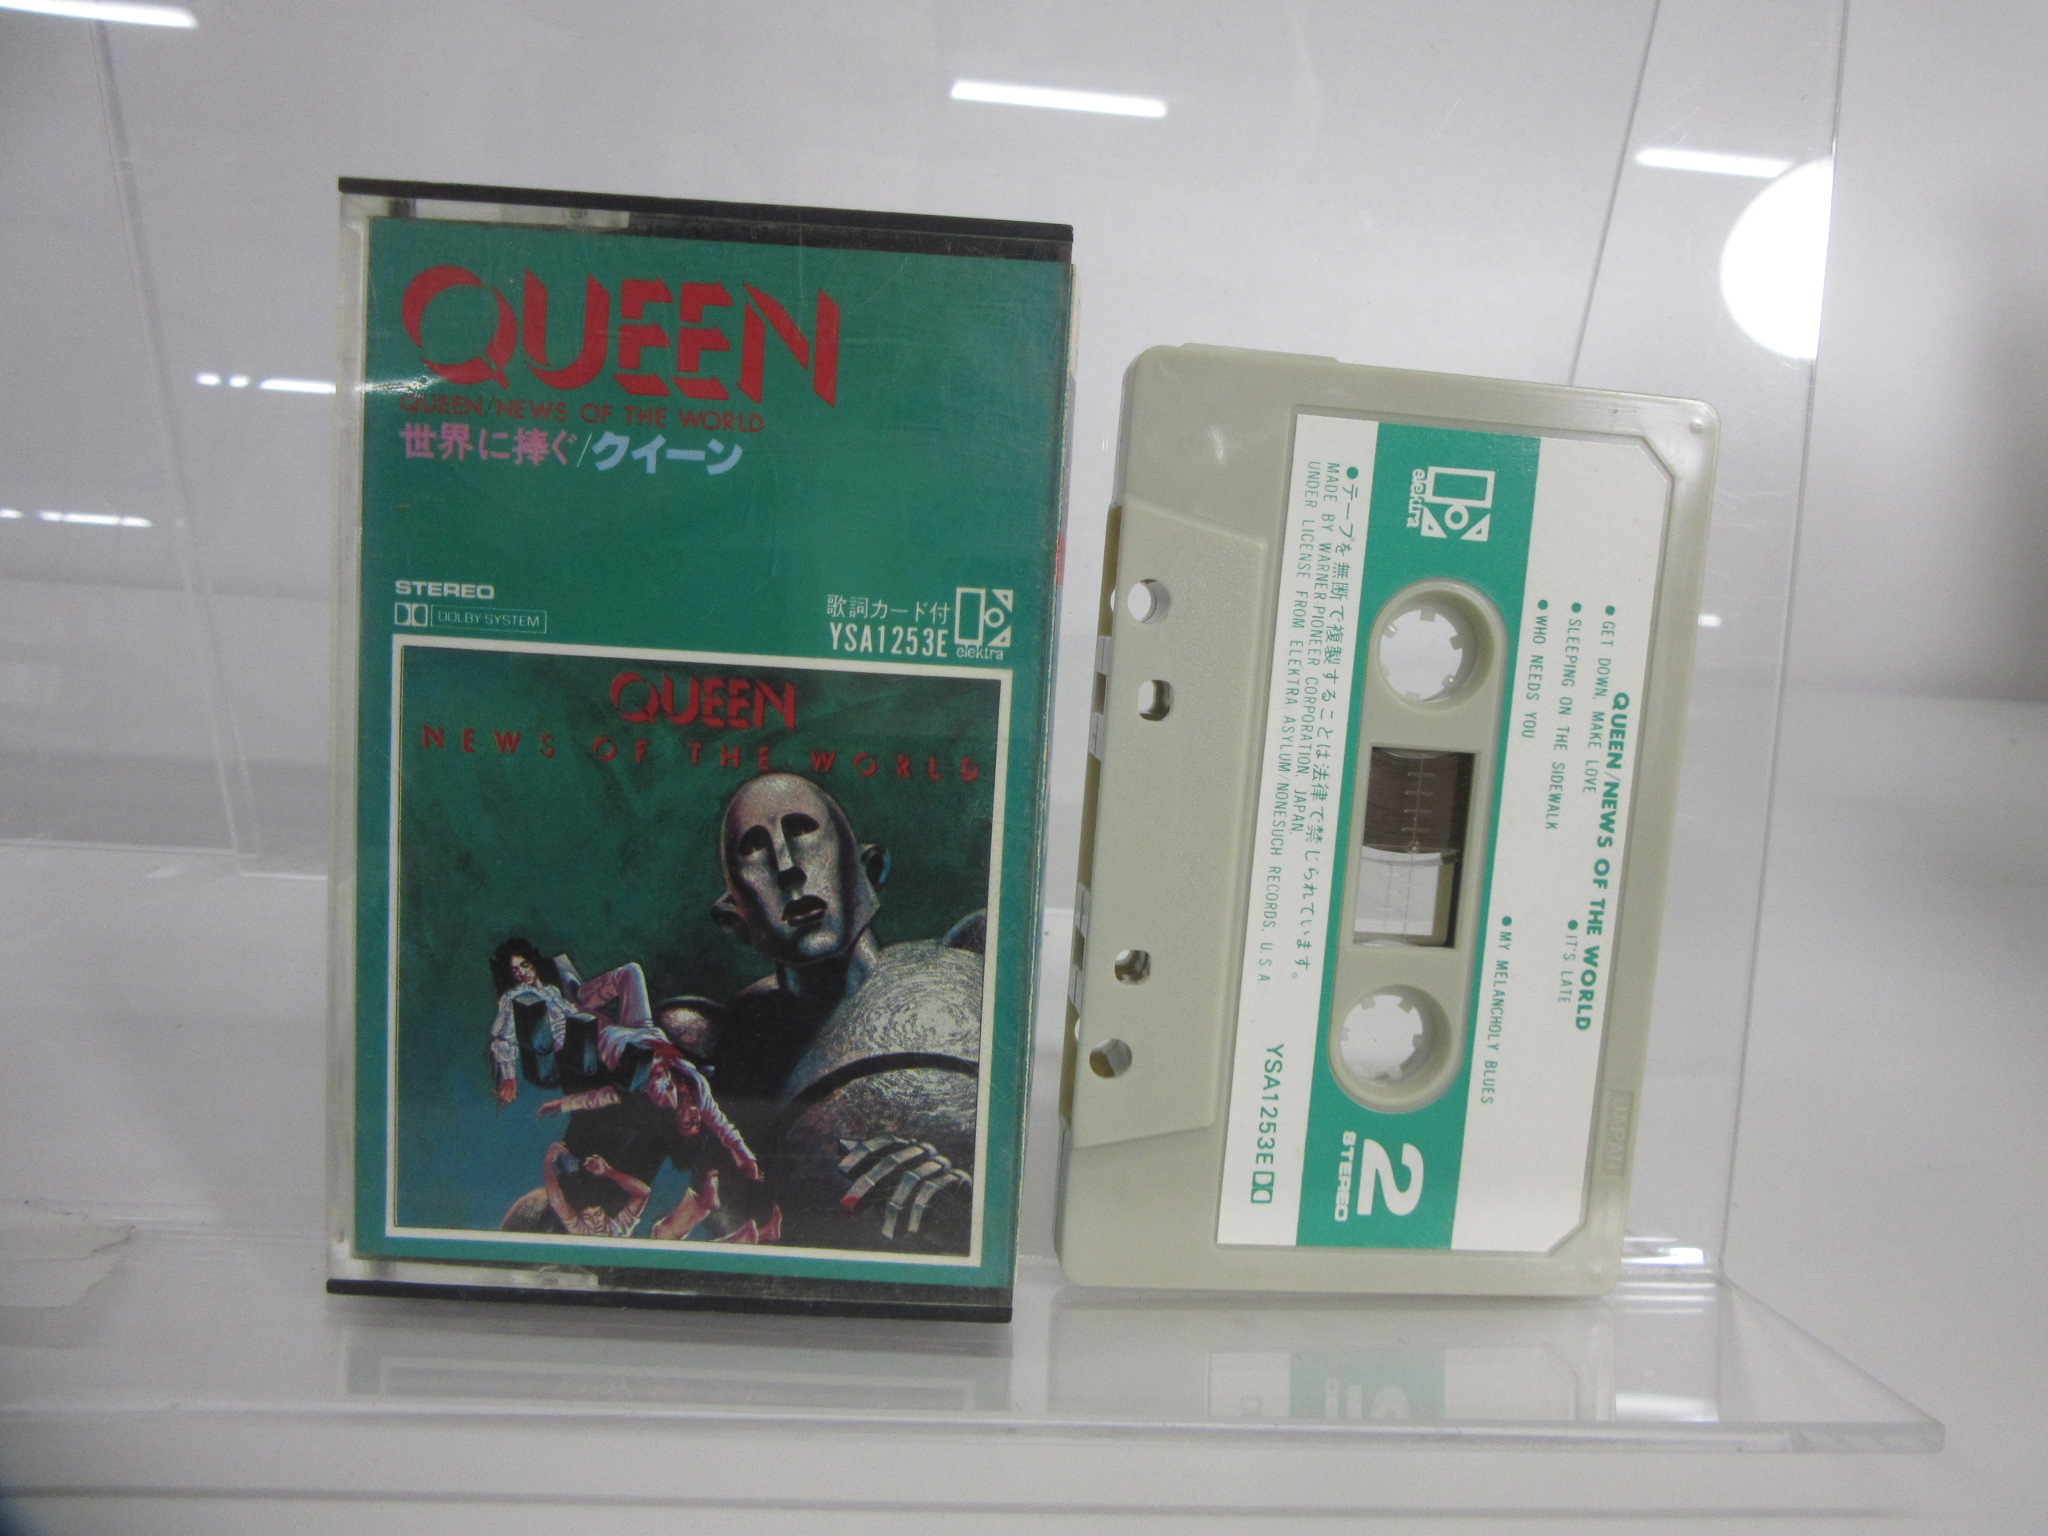 QUEEN
QUEEN/NEWS OF THE WORLD
世界に捧ぐ/クイーン
STEREO
DOLBY SYSTEM
歌詞カード付
YSA1253E
elektra
QUEEN
NEWS OF THE WORLD
QUEEN/NEWS OF THE WORLD
● GET DOWN, MAKE LOVE
● SLEEPING ON THE SIDEWALK
● WHO NEEDS YOU
● IT'S LATE
● MY MELANCHOLY BLUES
elektra
2
STEREO
●テープを無断で複製することは法律で禁じられています。
MADE BY WARNER-PIONEER CORPORATION, JAPAN.
UNDER LICENSE FROM ELEKTRA ASYLUM/NONESUCH RECORDS, U.S.A
YSA1253E
JAPAN